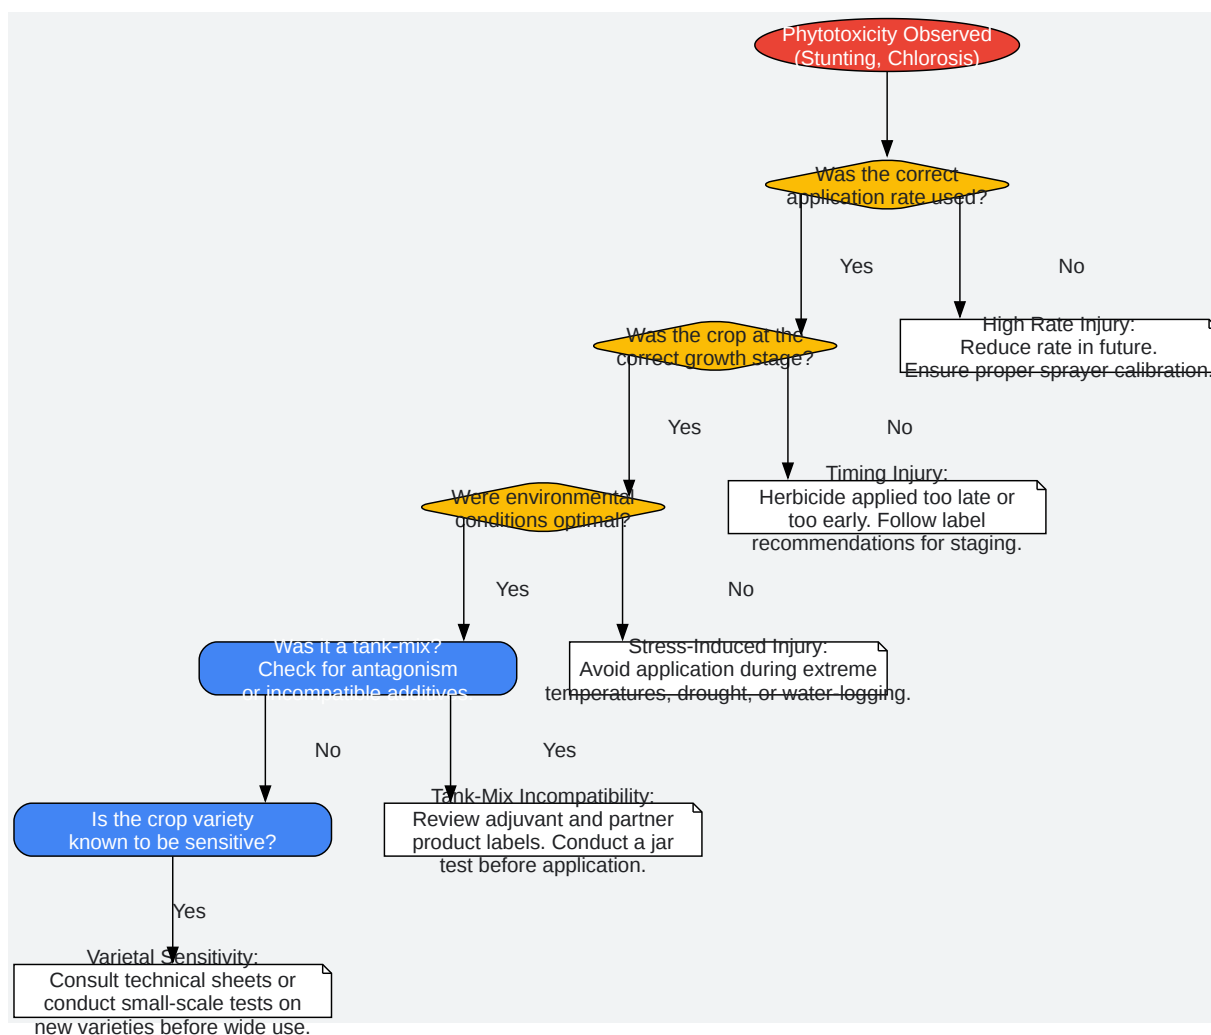 Phytotoxicity Observed
(Stunting, Chlorosis)
Was the correct
application rate used?
Yes
No
High Rate Injury:
Reduce rate in future.
Ensure proper sprayer calibration.
Was the crop at the
correct growth stage?
Yes
No
Timing Injury:
Herbicide applied too late or
too early. Follow label
recommendations for staging.
Were environmental
conditions optimal?
Yes
No
Was it a tank-mix?
Check for antagonism
or incompatible additives.
Stress-Induced Injury:
Avoid application during extreme
temperatures, drought, or water-logging.
No
Yes
Is the crop variety
known to be sensitive?
Tank-Mix Incompatibility:
Review adjuvant and partner
product labels. Conduct a jar
test before application.
Yes
Varietal Sensitivity:
Consult technical sheets or
conduct small-scale tests on
new varieties before wide use.